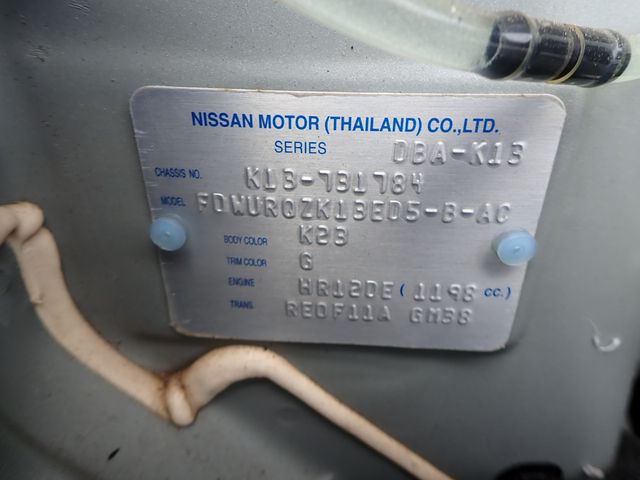 NISSAN MOTOR (THAILAND) CO.,LTD.
SERIES DBA-K13
CHASSIS NO. K13-731784
MODEL FDWURQZK13ED5-B-AC
BODY COLOR K23
TRIM COLOR G
ENGINE HR12DE ( 1198 CC.)
TRANS. RE0F11A GM38